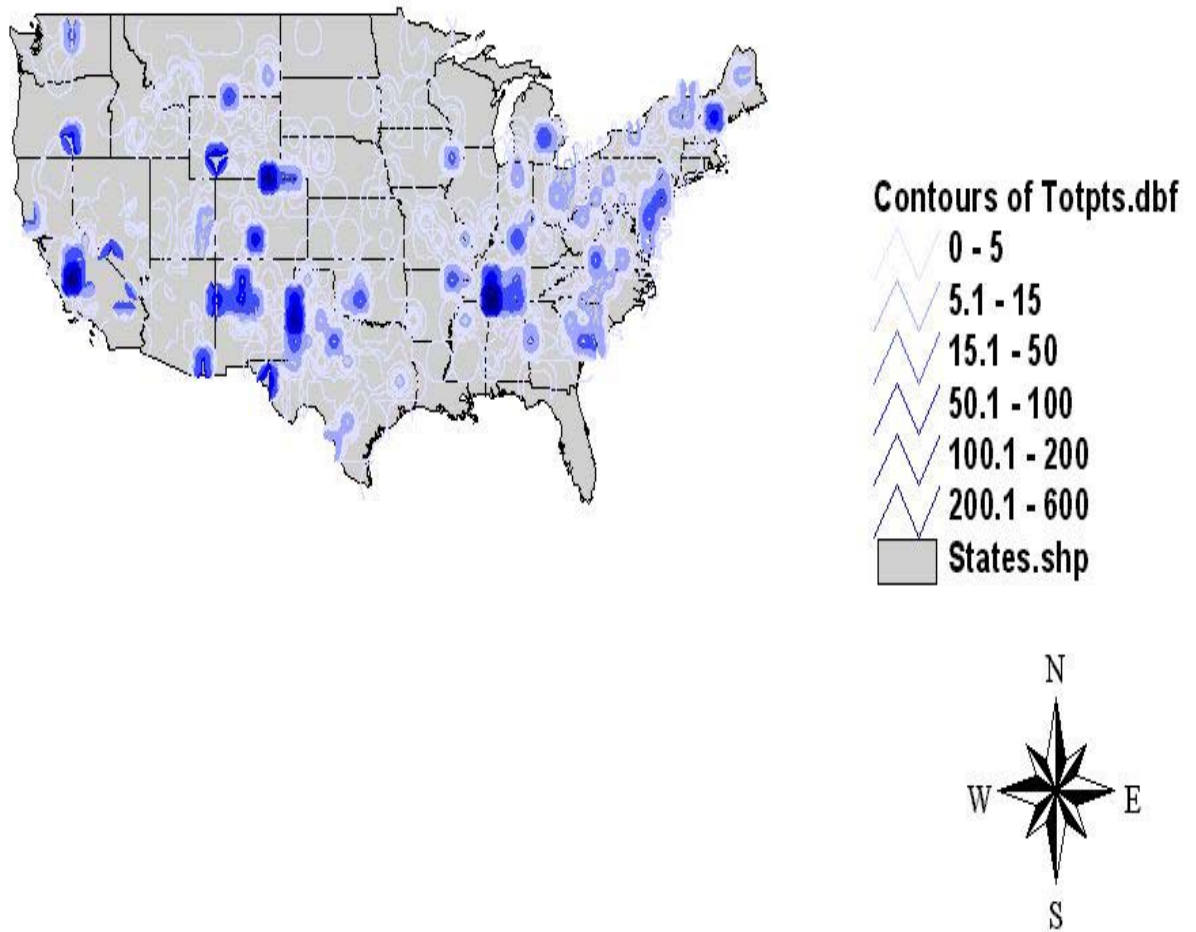 Contours of Totpts.dbf
0 - 5
5.1 - 15
15.1 - 50
50.1 - 100
100.1 - 200
200.1 - 600
States.shp
N
W E
S